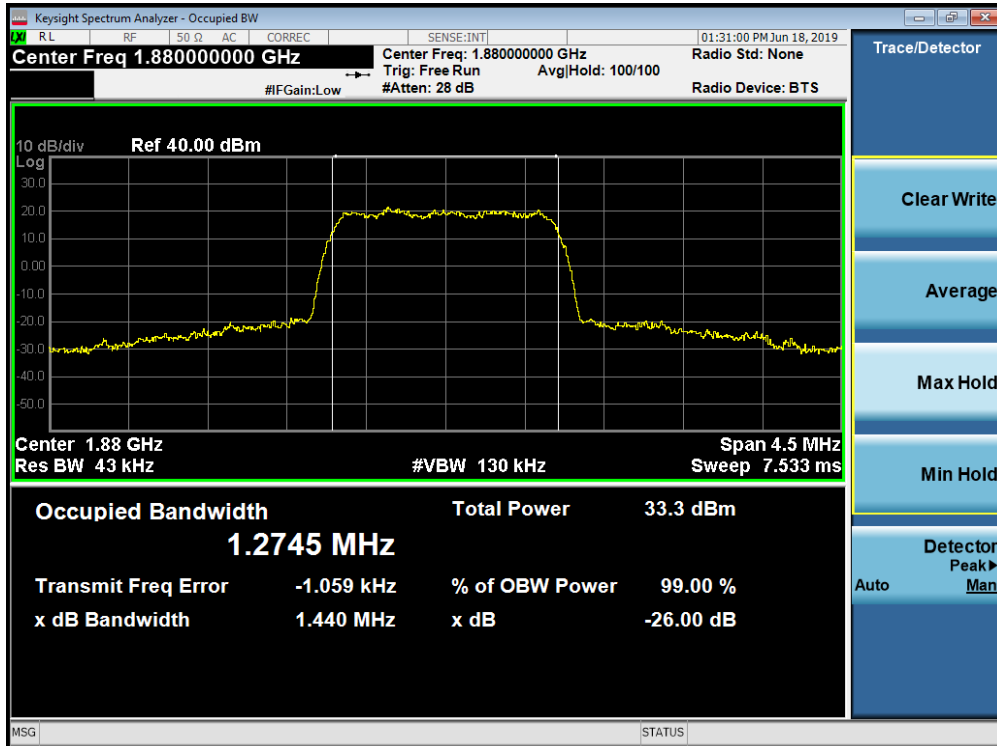 Keysight Spectrum Analyzer - Occupied BW
LXI RL RF 50 Ω AC CORREC SENSE:INT 01:31:00 PM Jun 18, 2019
Center Freq 1.880000000 GHz
Center Freq: 1.880000000 GHz Radio Std: None
Trig: Free Run Avg|Hold: 100/100
#IFGain:Low #Atten: 28 dB Radio Device: BTS
Trace/Detector
10 dB/div Ref 40.00 dBm
Log
30.0
20.0
10.0
0.00
-10.0
-20.0
-30.0
-40.0
-50.0
Center 1.88 GHz Span 4.5 MHz
Res BW 43 kHz #VBW 130 kHz Sweep 7.533 ms
Occupied Bandwidth Total Power 33.3 dBm
1.2745 MHz
Transmit Freq Error -1.059 kHz % of OBW Power 99.00 %
x dB Bandwidth 1.440 MHz x dB -26.00 dB
Clear Write
Average
Max Hold
Min Hold
Detector
Peak▶
Auto Man
MSG STATUS